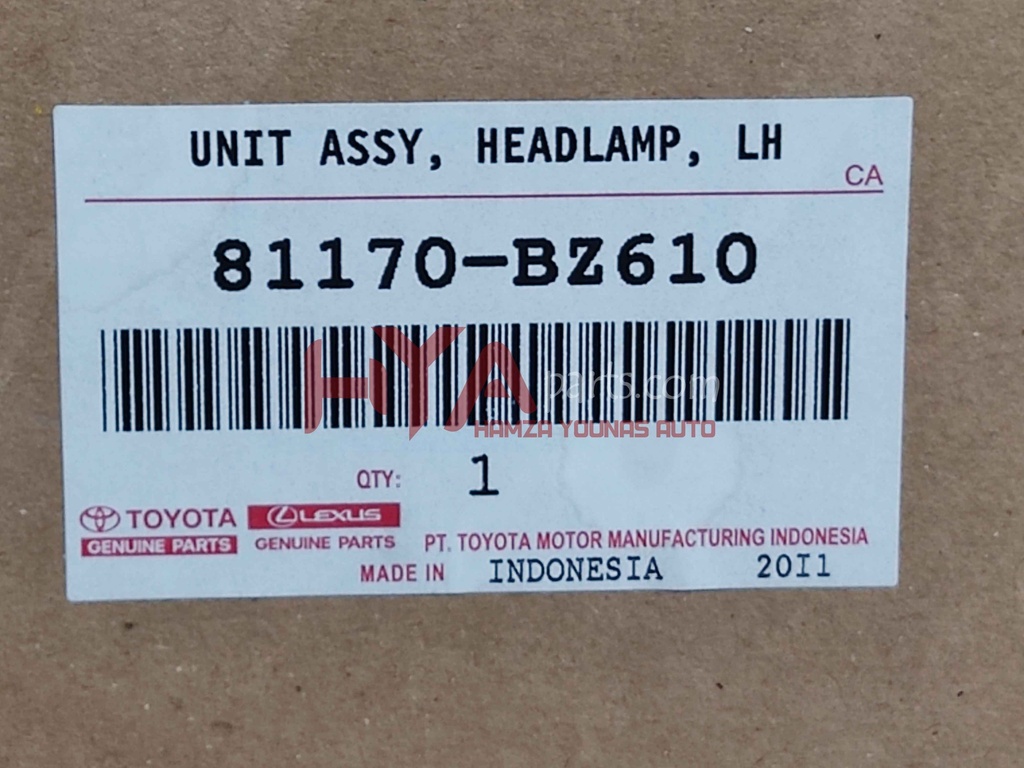 UNIT ASSY, HEADLAMP, LH
CA
81170-BZ610
HYA parts.com
HAMZA YOUNAS AUTO
QTY: 1
TOYOTA
GENUINE PARTS
LEXUS
GENUINE PARTS
PT. TOYOTA MOTOR MANUFACTURING INDONESIA
MADE IN INDONESIA 20I1